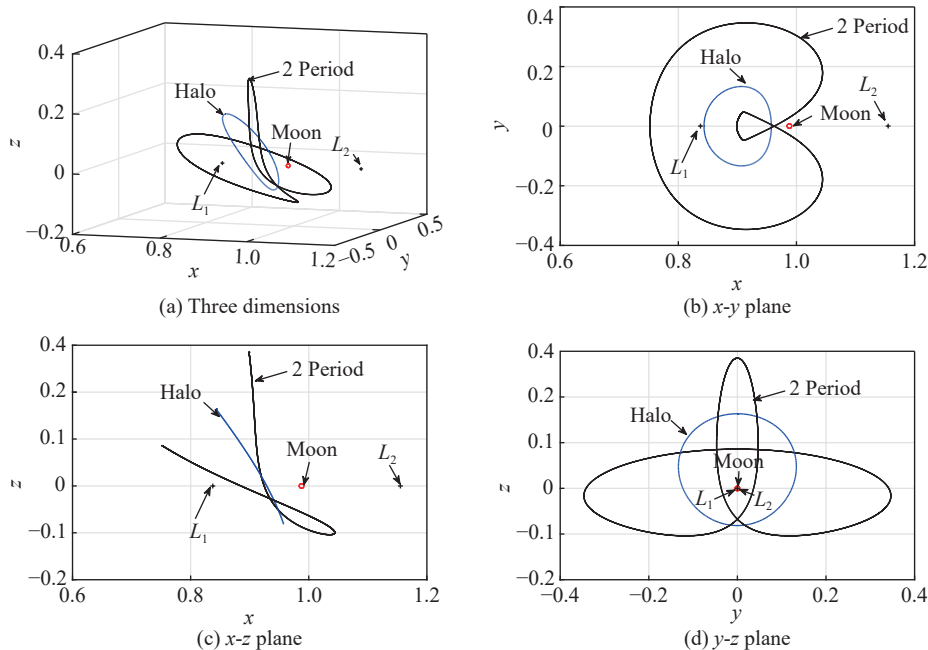 0.4
0.2
0
−0.2
z
2 Period
Halo
Moon
L2
L1
0.6
0.8
1.0
1.2
x
−0.5
0
0.5
y
(a) Three dimensions
0.4
0.2
0
−0.2
−0.4
y
2 Period
Halo
L2
Moon
L1
0.6 0.8 1.0 1.2
x
(b) x-y plane
0.4
0.2
0.1
0
−0.1
−0.2
z
2 Period
Halo
Moon
L2
L1
0.6 0.8 1.0 1.2
x
(c) x-z plane
0.4
0.2
0.1
0
−0.1
−0.2
z
2 Period
Halo
Moon
L1 L2
−0.4 −0.2 0 0.2 0.4
y
(d) y-z plane